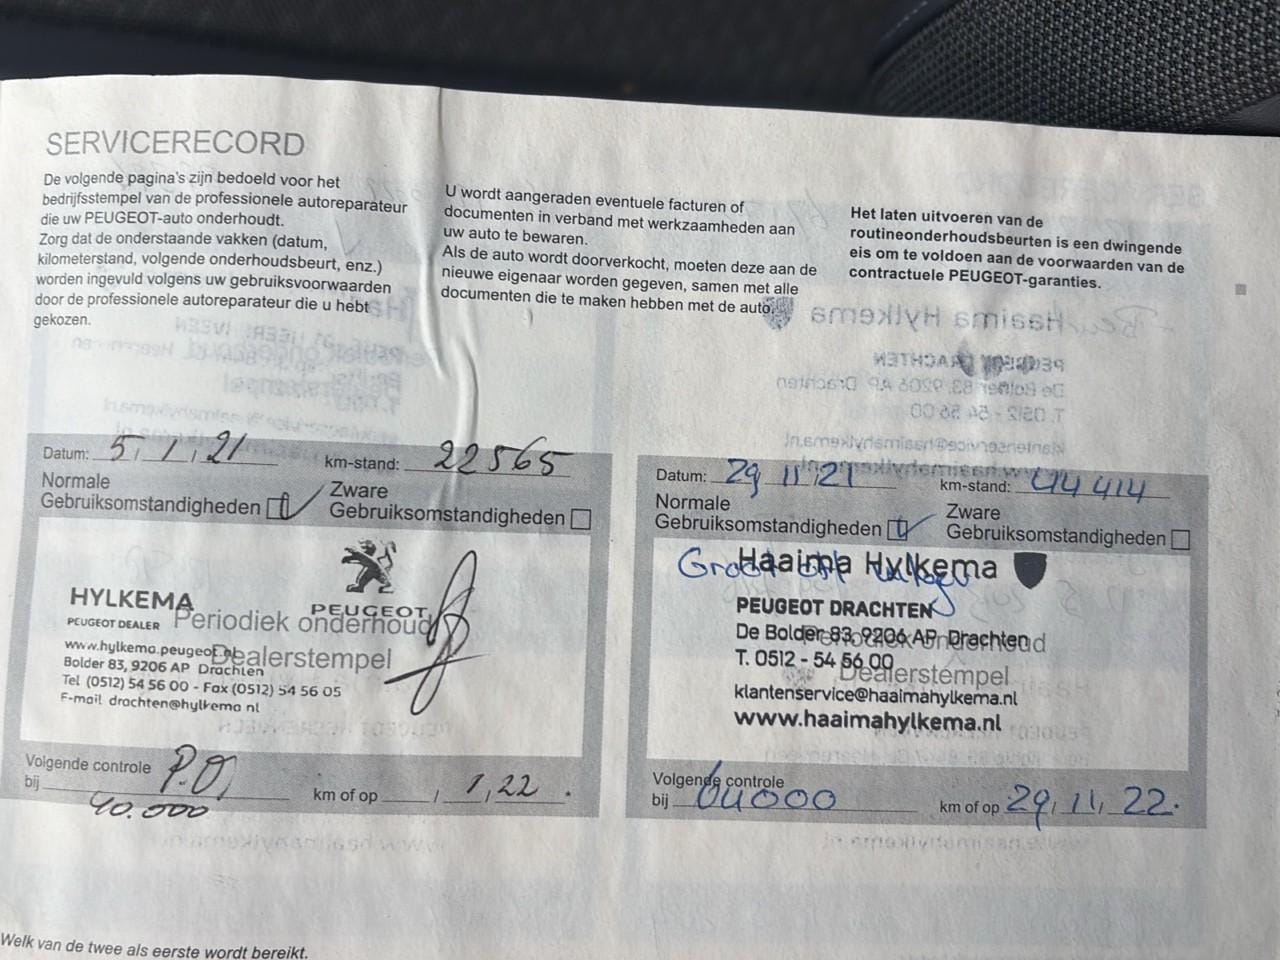 SERVICERECORD
De volgende pagina's zijn bedoeld voor het
bedrijfsstempel van de professionele autoreparateur
die uw PEUGEOT-auto onderhoudt.
Zorg dat de onderstaande vakken (datum,
kilometerstand, volgende onderhoudsbeurt, enz.)
worden ingevuld volgens uw gebruiksvoorwaarden
door de professionele autoreparateur die u hebt
gekozen.
U wordt aangeraden eventuele facturen of
documenten in verband met werkzaamheden aan
uw auto te bewaren.
Als de auto wordt doorverkocht, moeten deze aan de
nieuwe eigenaar worden gegeven, samen met alle
documenten die te maken hebben met de auto.
Het laten uitvoeren van de
routineonderhoudsbeurten is een dwingende
eis om te voldoen aan de voorwaarden van de
contractuele PEUGEOT-garanties.
Datum: 5, 1, 21 km-stand: 22565
Normale
Gebruiksomstandigheden
Zware
Gebruiksomstandigheden
HYLKEMA
PEUGEOT DEALER
PEUGEOT
Periodiek onderhoud
Dealerstempel
www.hylkema.peugeot.nl
Bolder 83, 9206 AP Drachten
Tel (0512) 54 56 00 - Fax (0512) 54 56 05
E-mail drachten@hylkema nl
Volgende controle
bij P.O, km of op / 1, 22 .
40.000
Datum: 29 11 21 km-stand: 44 414
Normale
Gebruiksomstandigheden
Zware
Gebruiksomstandigheden
Haaima Hylkema
PEUGEOT DRACHTEN
De Bolder 83, 9206 AP Drachten
Periodiek onderhoud
T. 0512 - 54 56 00
Dealerstempel
klantenservice@haaimahylkema.nl
www.haaimahylkema.nl
Volgende controle
bij 64000 km of op 29, 11, 22.
Welk van de twee als eerste wordt bereikt.